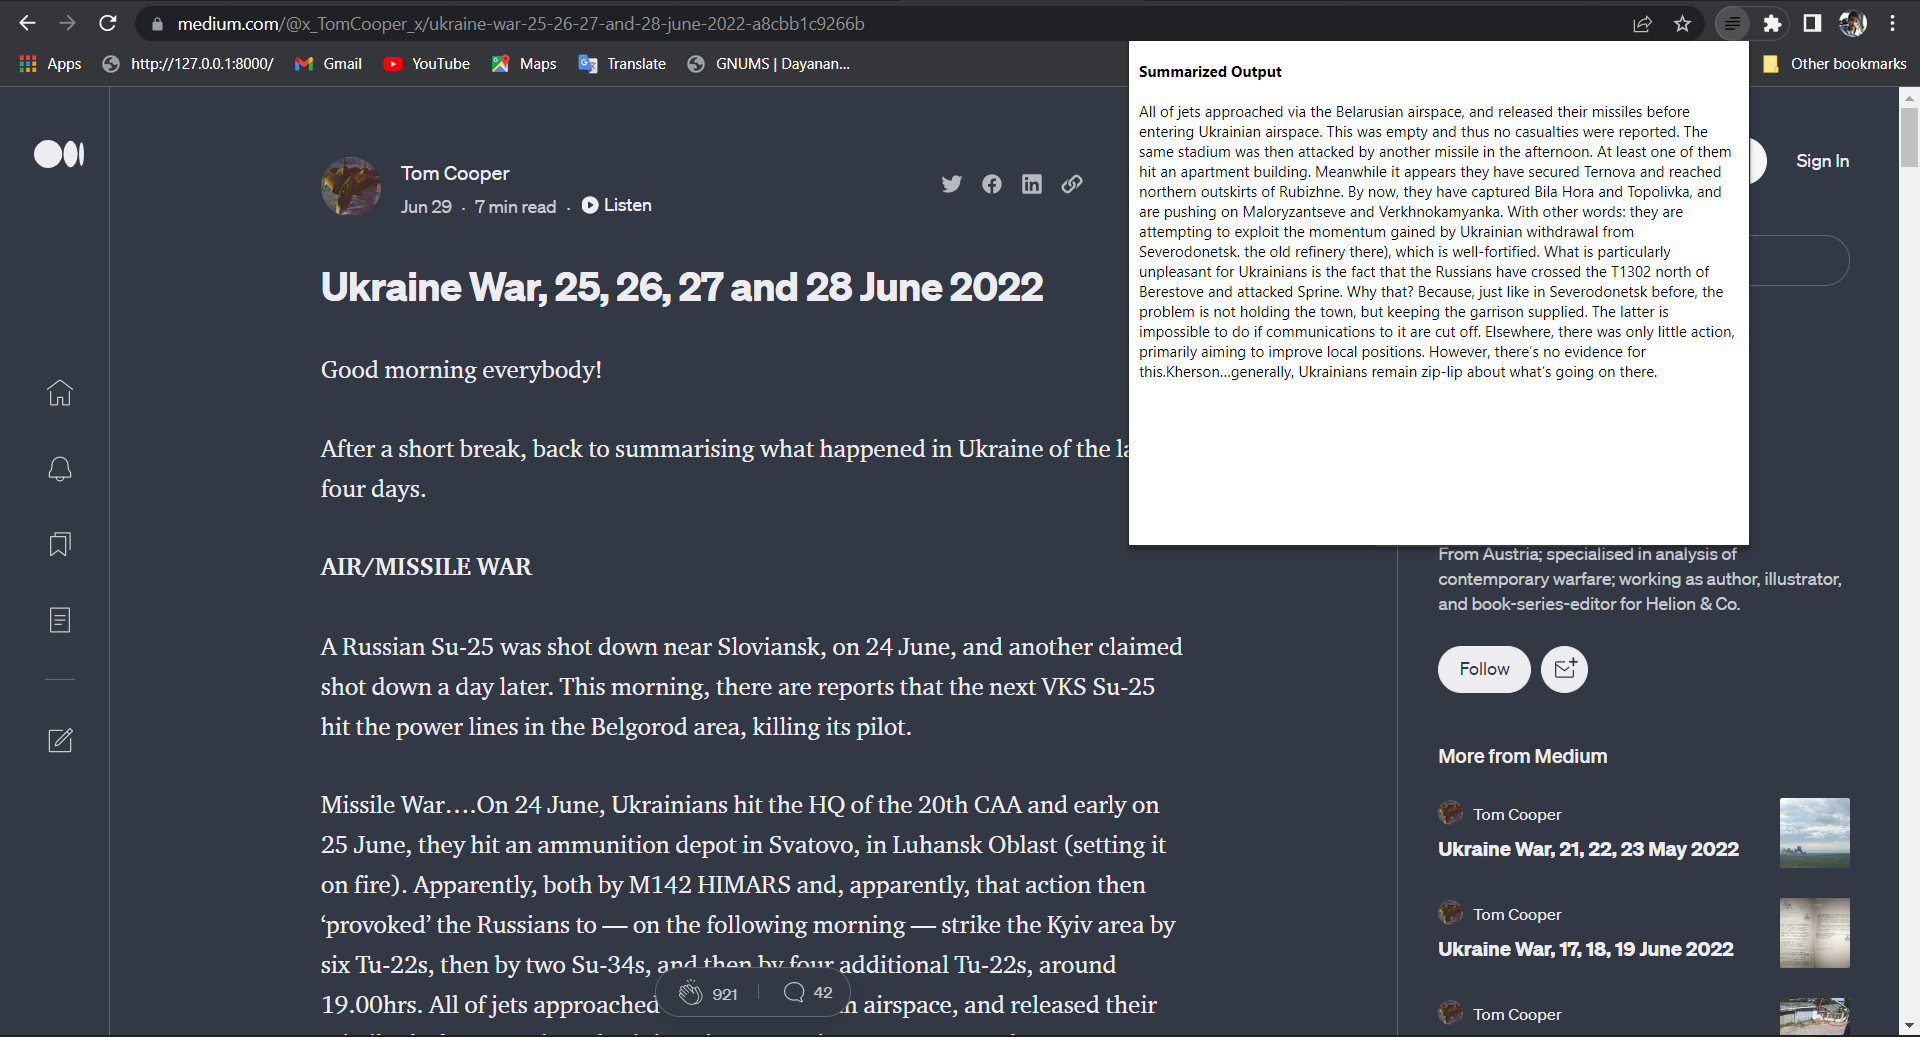 medium.com/@x_TomCooper_x/ukraine-war-25-26-27-and-28-june-2022-a8cbb1c9266b
Apps
http://127.0.0.1:8000/
Gmail
YouTube
Maps
Translate
GNUMS | Dayanan...
Other bookmarks
Summarized Output
All of jets approached via the Belarusian airspace, and released their missiles before
entering Ukrainian airspace. This was empty and thus no casualties were reported. The
same stadium was then attacked by another missile in the afternoon. At least one of them
hit an apartment building. Meanwhile it appears they have secured Ternova and reached
northern outskirts of Rubizhne. By now, they have captured Bila Hora and Topolivka, and
are pushing on Maloryzantseve and Verkhnokamyanka. With other words: they are
attempting to exploit the momentum gained by Ukrainian withdrawal from
Severodonetsk. the old refinery there), which is well-fortified. What is particularly
unpleasant for Ukrainians is the fact that the Russians have crossed the T1302 north of
Berestove and attacked Sprine. Why that? Because, just like in Severodonetsk before, the
problem is not holding the town, but keeping the garrison supplied. The latter is
impossible to do if communications to it are cut off. Elsewhere, there was only little action,
primarily aiming to improve local positions. However, there's no evidence for
this.Kherson...generally, Ukrainians remain zip-lip about what's going on there.
Sign In
Tom Cooper
Jun 29 · 7 min read · Listen
Ukraine War, 25, 26, 27 and 28 June 2022
Good morning everybody!
After a short break, back to summarising what happened in Ukraine of the
four days.
AIR/MISSILE WAR
A Russian Su-25 was shot down near Sloviansk, on 24 June, and another claimed
shot down a day later. This morning, there are reports that the next VKS Su-25
hit the power lines in the Belgorod area, killing its pilot.
Missile War….On 24 June, Ukrainians hit the HQ of the 20th CAA and early on
25 June, they hit an ammunition depot in Svatovo, in Luhansk Oblast (setting it
on fire). Apparently, both by M142 HIMARS and, apparently, that action then
‘provoked’ the Russians to — on the following morning — strike the Kyiv area by
six Tu-22s, then by two Su-34s, and then by four additional Tu-22s, around
19.00hrs. All of jets approached airspace, and released their
921
42
From Austria; specialised in analysis of
contemporary warfare; working as author, illustrator,
and book-series-editor for Helion & Co.
Follow
More from Medium
Tom Cooper
Ukraine War, 21, 22, 23 May 2022
Tom Cooper
Ukraine War, 17, 18, 19 June 2022
Tom Cooper